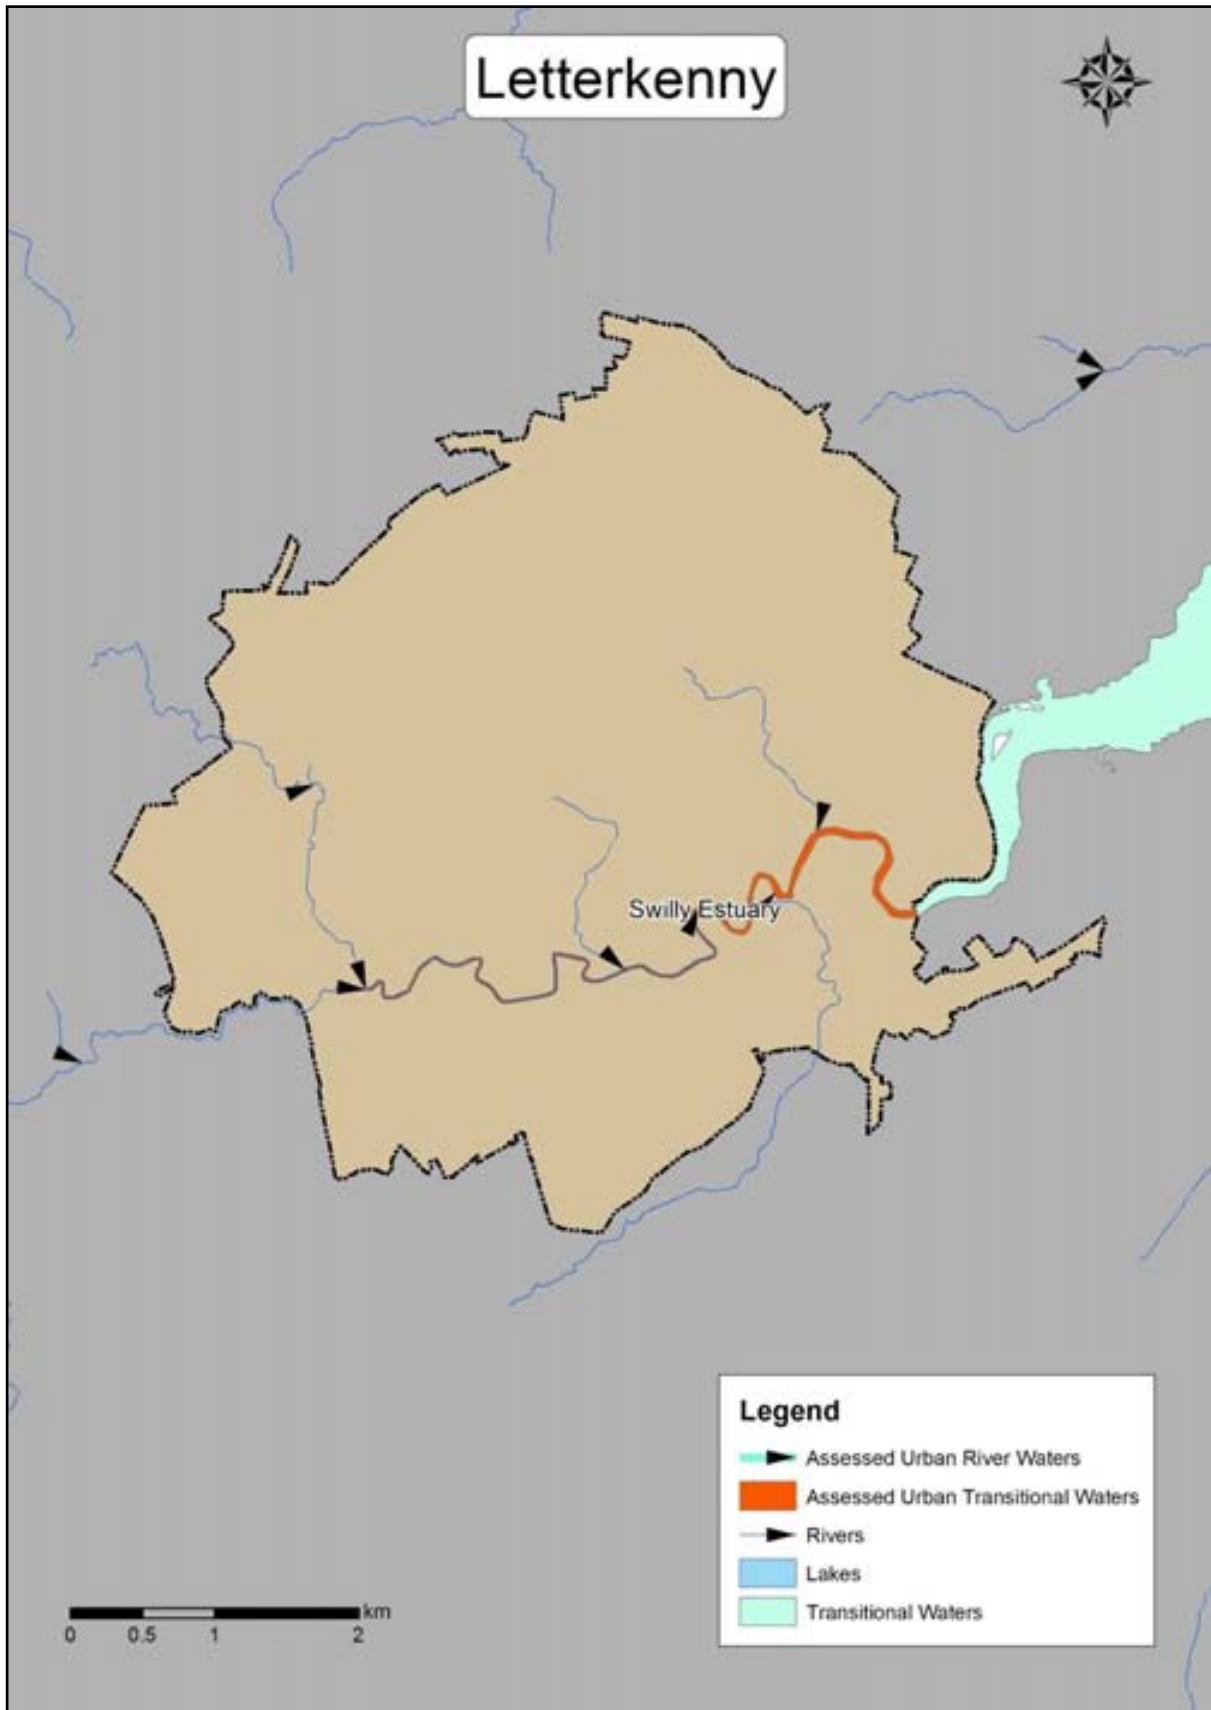 Letterkenny
Swilly Estuary
Legend
Assessed Urban River Waters
Assessed Urban Transitional Waters
Rivers
Lakes
Transitional Waters
km
0 0.5 1 2